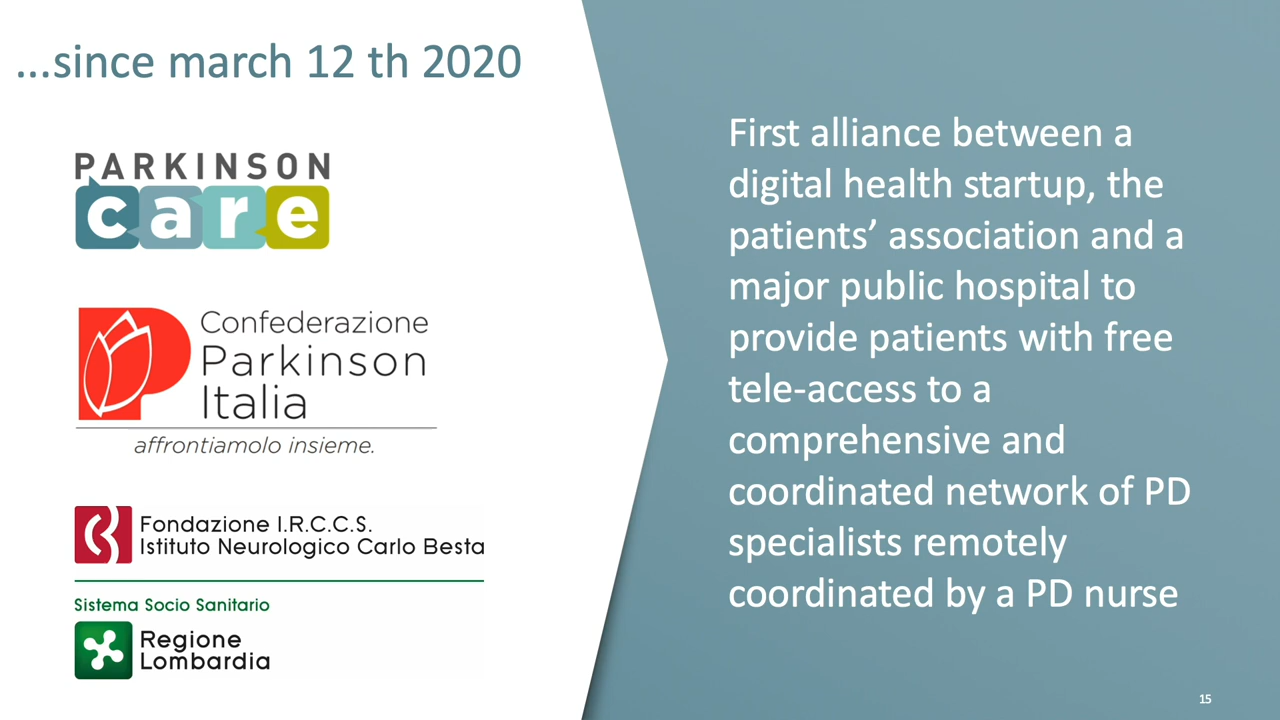 ...since march 12 th 2020
PARKINSON
care
Confederazione
Parkinson
Italia
affrontiamolo insieme.
Fondazione I.R.C.C.S.
Istituto Neurologico Carlo Besta
Sistema Socio Sanitario
Regione
Lombardia
First alliance between a
digital health startup, the
patients’ association and a
major public hospital to
provide patients with free
tele-access to a
comprehensive and
coordinated network of PD
specialists remotely
coordinated by a PD nurse
15